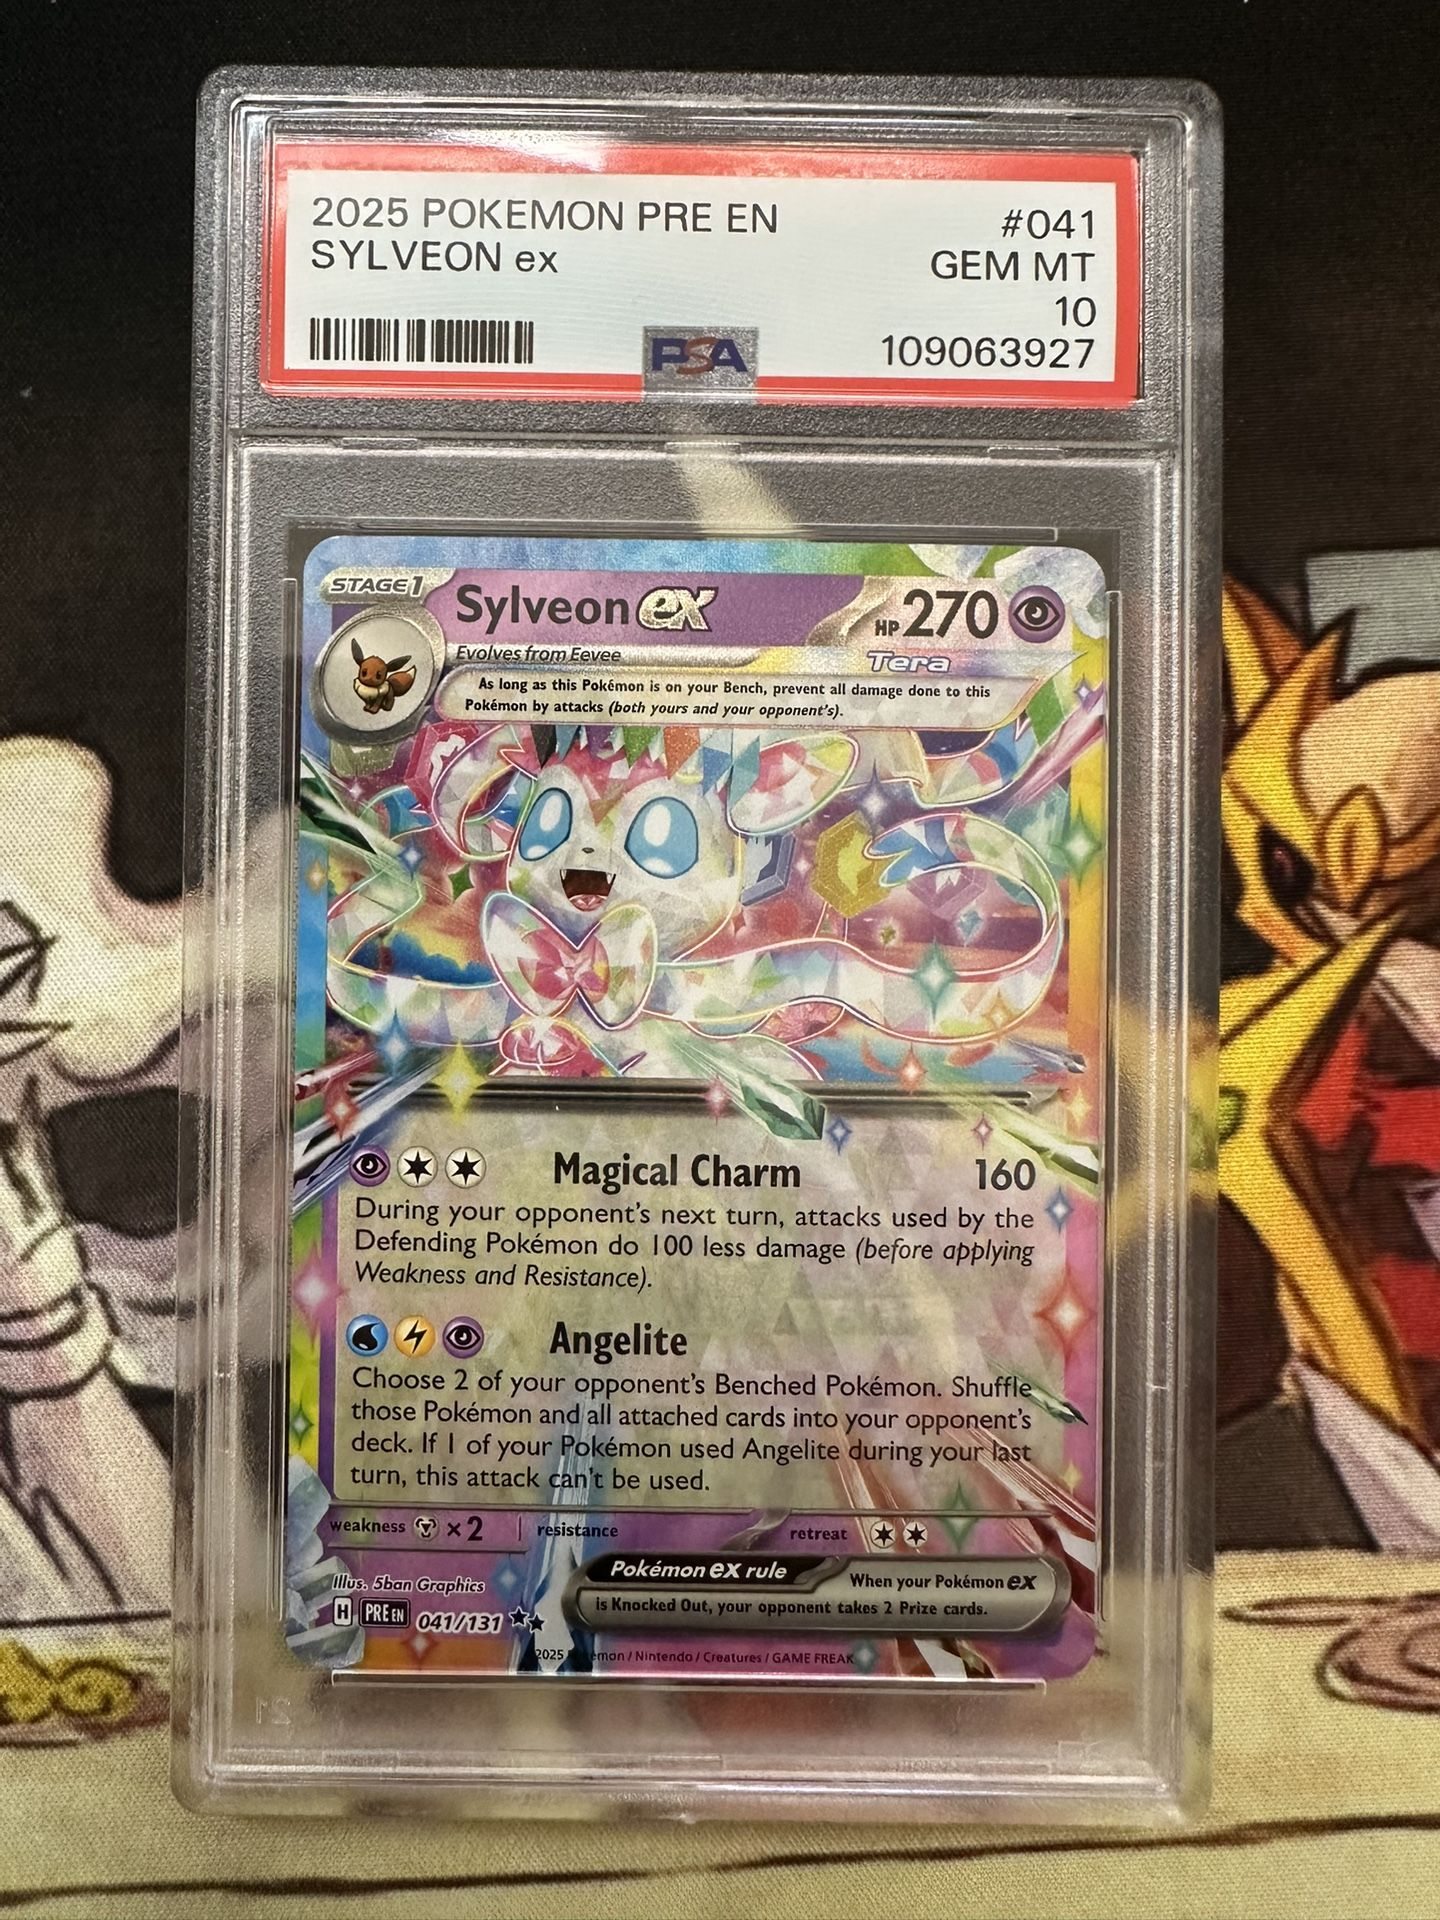 2025 POKEMON PRE EN #041
SYLVEON ex GEM MT
10
PSA 109063927
STAGE1 Sylveon ex HP 270
Evolves from Eevee Tera
As long as this Pokémon is on your Bench, prevent all damage done to this
Pokémon by attacks (both yours and your opponent's).
Magical Charm 160
During your opponent's next turn, attacks used by the
Defending Pokémon do 100 less damage (before applying
Weakness and Resistance).
Angelite
Choose 2 of your opponent's Benched Pokémon. Shuffle
those Pokémon and all attached cards into your opponent's
deck. If 1 of your Pokémon used Angelite during your last
turn, this attack can't be used.
weakness ×2 resistance retreat
Pokémon ex rule When your Pokémon ex
is Knocked Out, your opponent takes 2 Prize cards.
Illus. 5ban Graphics
H PRE EN 041/131
2025 Pokémon / Nintendo / Creatures / GAME FREAK